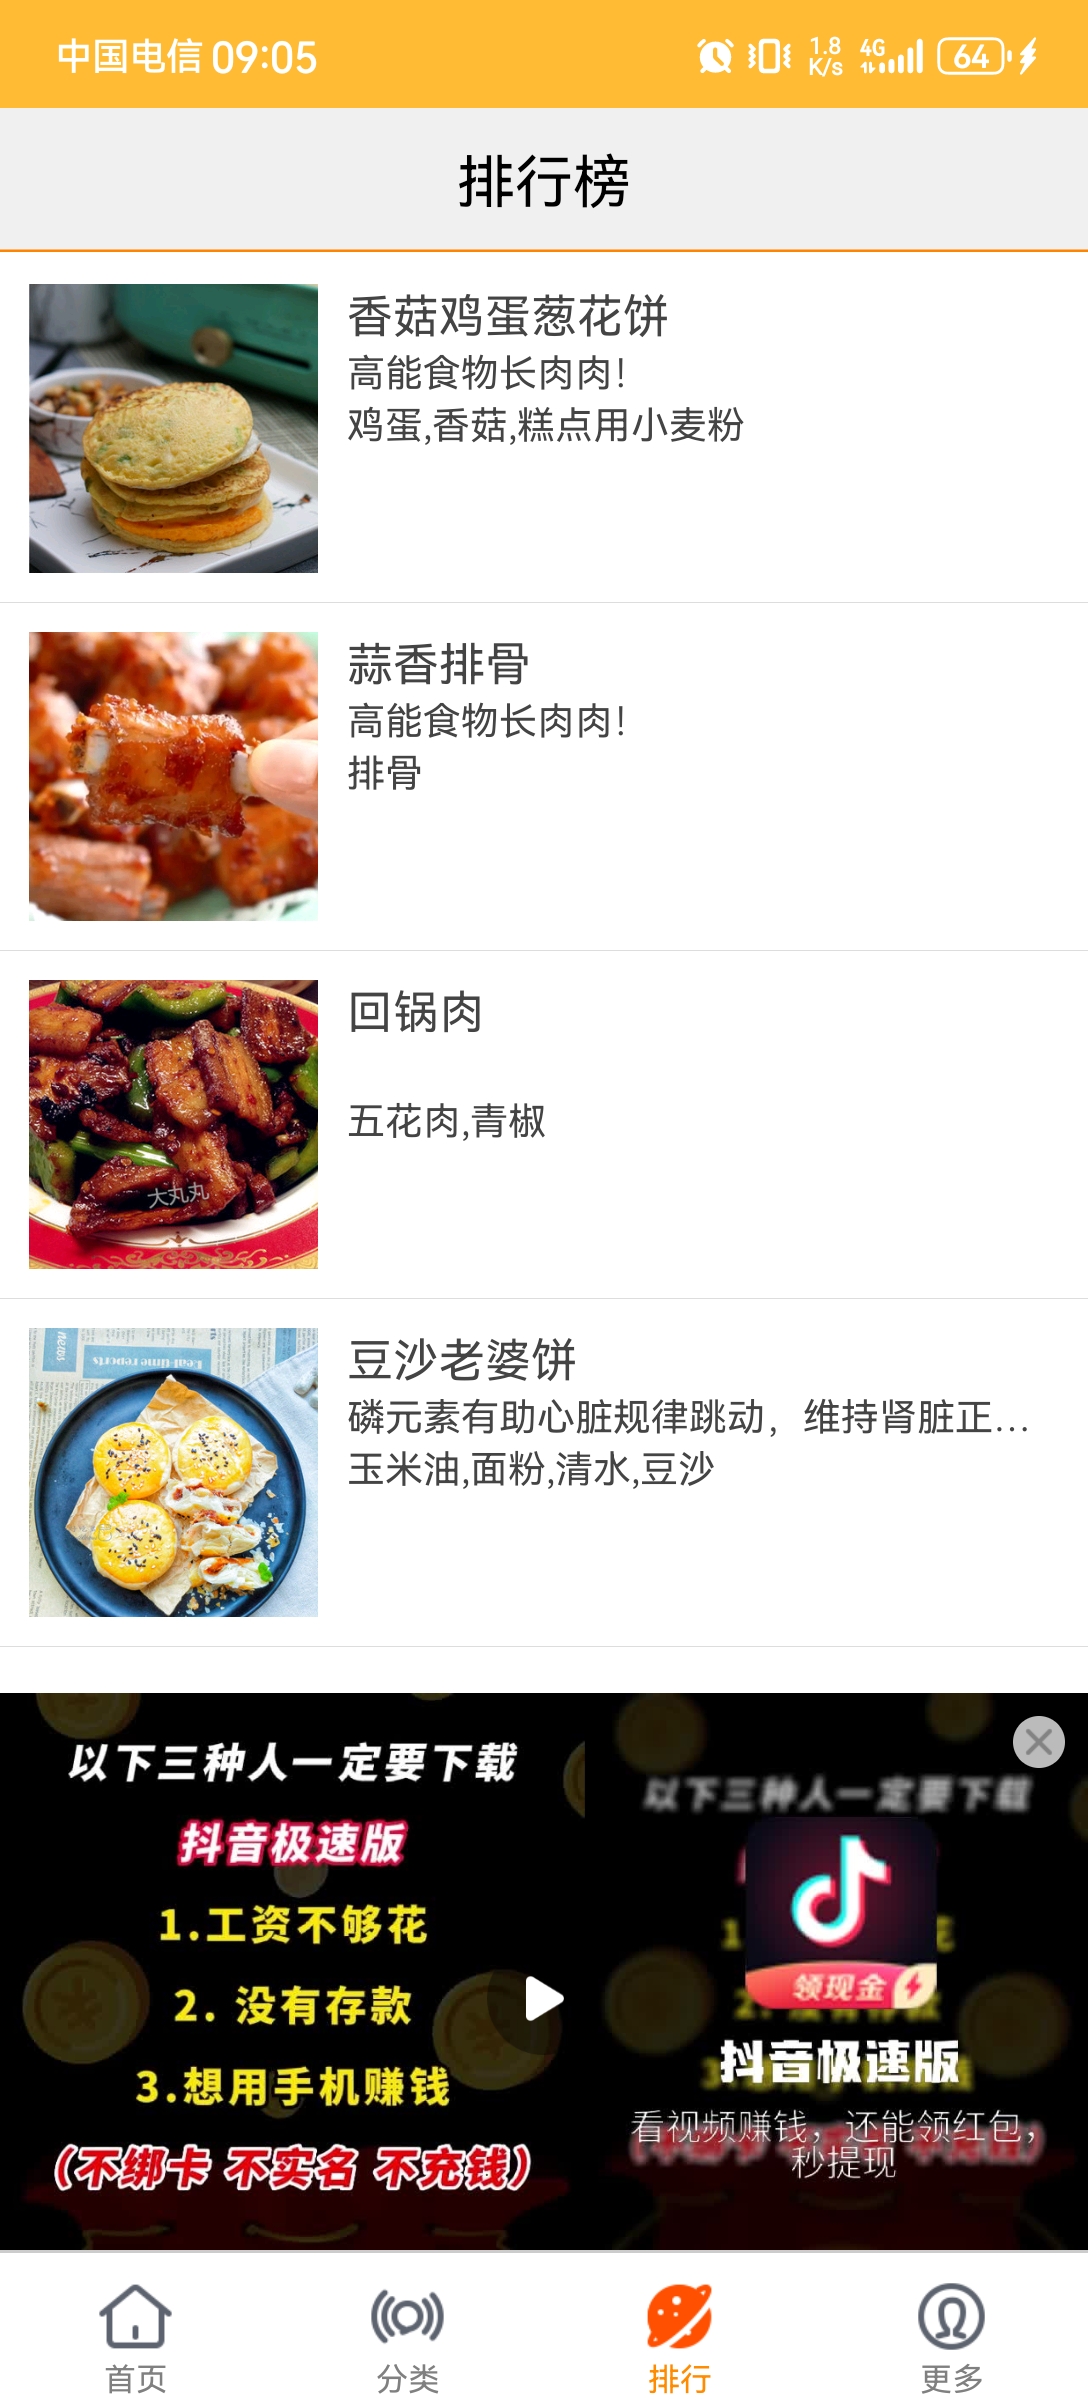 中国电信 09:05
1.8
K/s
4G
64
排行榜
香菇鸡蛋葱花饼
高能食物长肉肉！
鸡蛋,香菇,糕点用小麦粉
蒜香排骨
高能食物长肉肉！
排骨
回锅肉
五花肉,青椒
大丸丸
豆沙老婆饼
磷元素有助心脏规律跳动，维持肾脏正...
玉米油,面粉,清水,豆沙
以下三种人一定要下载
抖音极速版
1.工资不够花
2. 没有存款
3.想用手机赚钱
(不绑卡 不实名 不充钱)
以下三种人一定要下载
领现金
抖音极速版
看视频赚钱，还能领红包，
秒提现
首页
分类
排行
更多